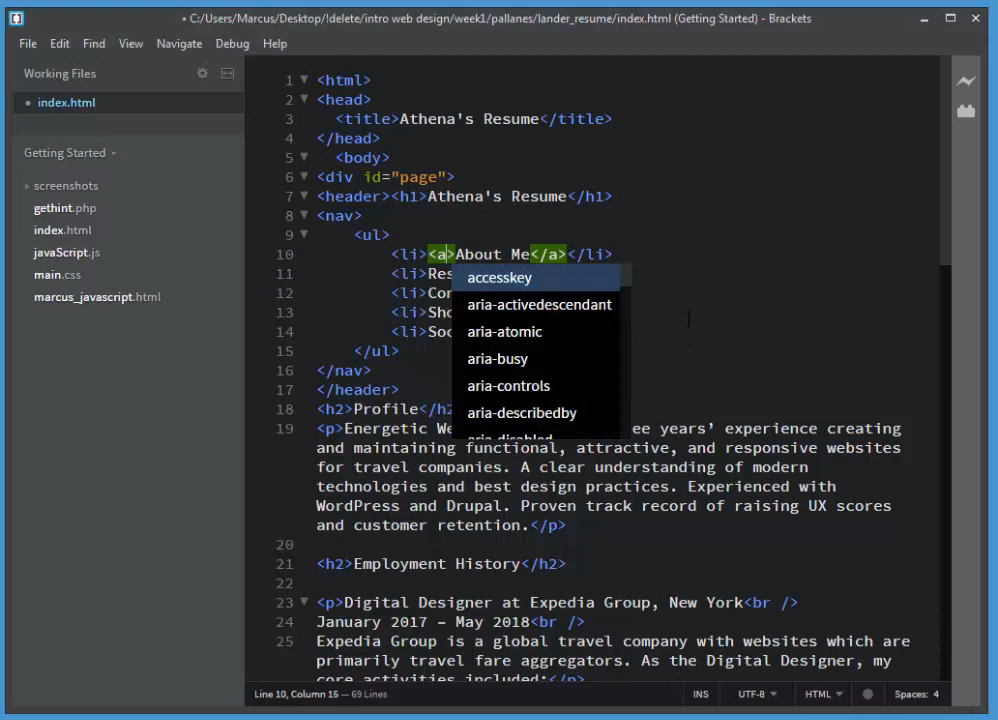 • C:/Users/Marcus/Desktop/!delete/intro web design/week1/pallanes/lander_resume/index.html (Getting Started) - Brackets
File Edit Find View Navigate Debug Help
Working Files
• index.html
Getting Started
screenshots
gethint.php
index.html
javaScript.js
main.css
marcus_javascript.html
1 <html>
2 <head>
3 <title>Athena's Resume</title>
4 </head>
5 <body>
6 <div id="page">
7 <header><h1>Athena's Resume</h1>
8 <nav>
9 <ul>
10 <li><a>About Me</a></li>
11 <li>Res
12 <li>Con
13 <li>Sho
14 <li>Soc
15 </ul>
16 </nav>
17 </header>
18 <h2>Profile</h2
19 <p>Energetic We ee years’ experience creating
and maintaining functional, attractive, and responsive websites
for travel companies. A clear understanding of modern
technologies and best design practices. Experienced with
WordPress and Drupal. Proven track record of raising UX scores
and customer retention.</p>
20
21 <h2>Employment History</h2>
22
23 <p>Digital Designer at Expedia Group, New York<br />
24 January 2017 – May 2018<br />
25 Expedia Group is a global travel company with websites which are
primarily travel fare aggregators. As the Digital Designer, my
core activities included:</p>
accesskey
aria-activedescendant
aria-atomic
aria-busy
aria-controls
aria-describedby
aria-disabled
Line 10, Column 15 — 69 Lines
INS UTF-8 HTML Spaces: 4